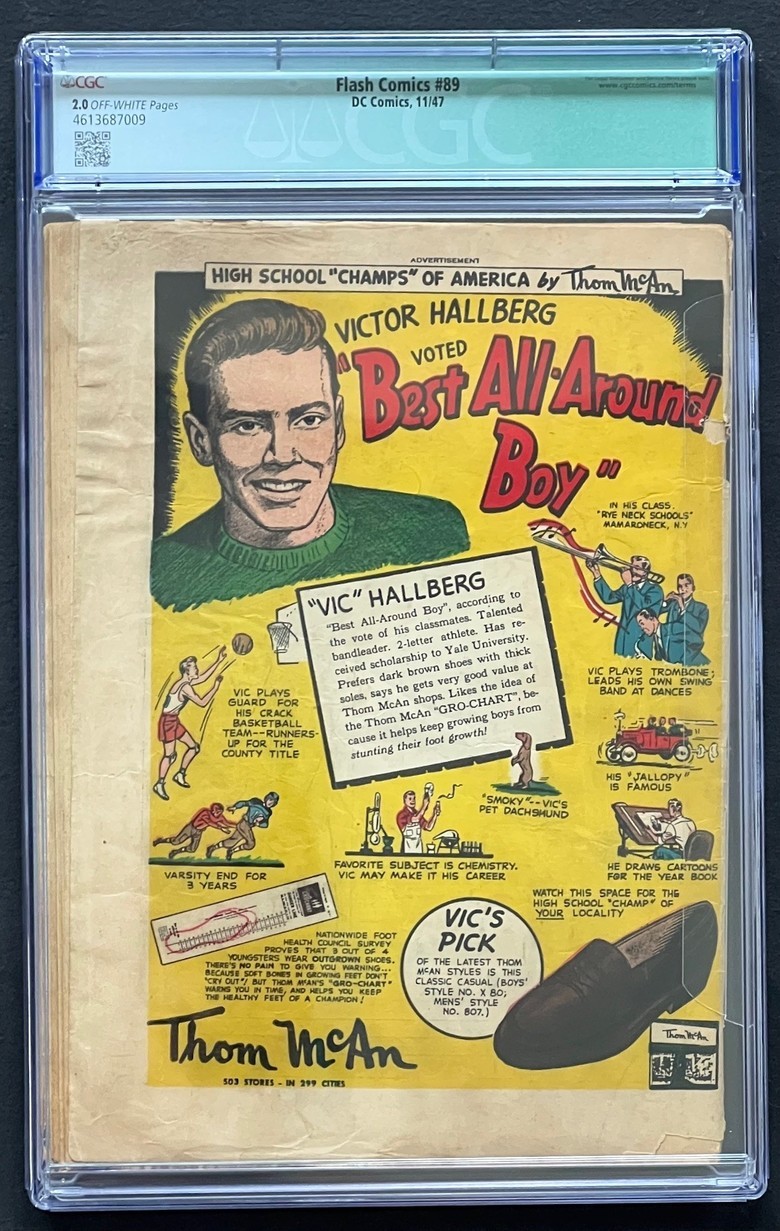 CGC
Flash Comics #89
DC Comics, 11/47
www.cgccomics.com/terms
2.0 OFF-WHITE Pages
4613687009
CGC
ADVERTISEMENT
HIGH SCHOOL "CHAMPS" OF AMERICA by Thom McAn
VICTOR HALLBERG
VOTED
"Best All-Around
Boy"
IN HIS CLASS.
"RYE NECK SCHOOLS"
MAMARONECK, N.Y
"VIC" HALLBERG
"Best All-Around Boy", according to
the vote of his classmates. Talented
bandleader. 2-letter athlete. Has re-
ceived scholarship to Yale University.
Prefers dark brown shoes with thick
soles, says he gets very good value at
Thom McAn shops. Likes the idea of
the Thom McAn "GRO-CHART", be-
cause it helps keep growing boys from
stunting their foot growth!
VIC PLAYS TROMBONE;
LEADS HIS OWN SWING
BAND AT DANCES
VIC PLAYS
GUARD FOR
HIS CRACK
BASKETBALL
TEAM--RUNNERS-
UP FOR THE
COUNTY TITLE
HIS "JALLOPY"
IS FAMOUS
"SMOKY"--VIC'S
PET DACHSHUND
VARSITY END FOR
3 YEARS
FAVORITE SUBJECT IS CHEMISTRY.
VIC MAY MAKE IT HIS CAREER
HE DRAWS CARTOONS
FOR THE YEAR BOOK
WATCH THIS SPACE FOR THE
HIGH SCHOOL "CHAMP" OF
YOUR LOCALITY
NATIONWIDE FOOT
HEALTH COUNCIL SURVEY
PROVES THAT 3 OUT OF 4
YOUNGSTERS WEAR OUTGROWN SHOES.
THERE'S NO PAIN TO GIVE YOU WARNING...
BECAUSE SOFT BONES IN GROWING FEET DON'T
"CRY OUT"! BUT THOM McAN'S "GRO-CHART"
WARNS YOU IN TIME, AND HELPS YOU KEEP
THE HEALTHY FEET OF A CHAMPION!
VIC'S
PICK
OF THE LATEST THOM
McAN STYLES IS THIS
CLASSIC CASUAL (BOYS'
STYLE NO. X 80;
MENS' STYLE
NO. 807.)
Thom McAn
Thom McAn
503 STORES - IN 299 CITIES